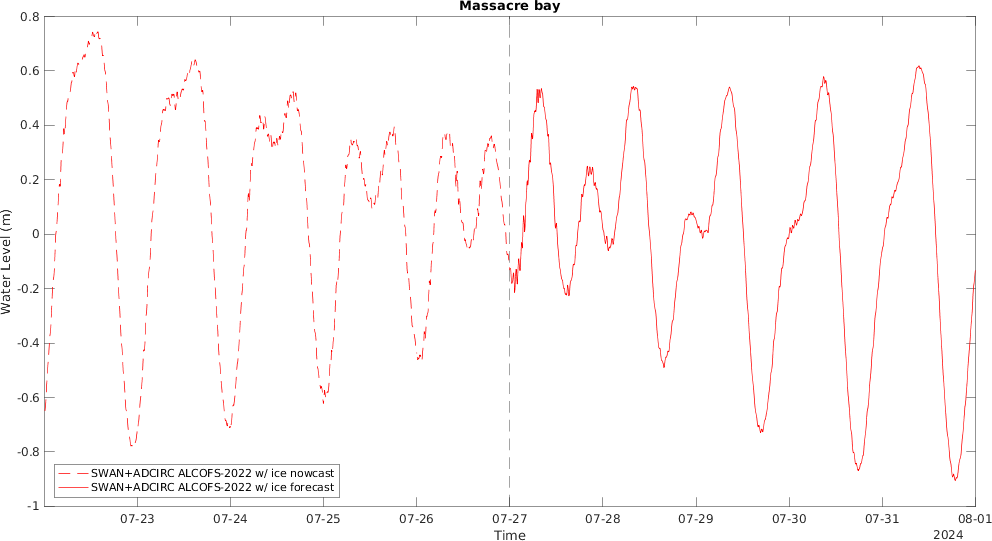 Massacre bay
0.8
0.6
0.4
0.2
0
-0.2
-0.4
-0.6
-0.8
-1
Water Level (m)
SWAN+ADCIRC ALCOFS-2022 w/ ice nowcast
SWAN+ADCIRC ALCOFS-2022 w/ ice forecast
07-23 07-24 07-25 07-26 07-27 07-28 07-29 07-30 07-31 08-01
Time
2024